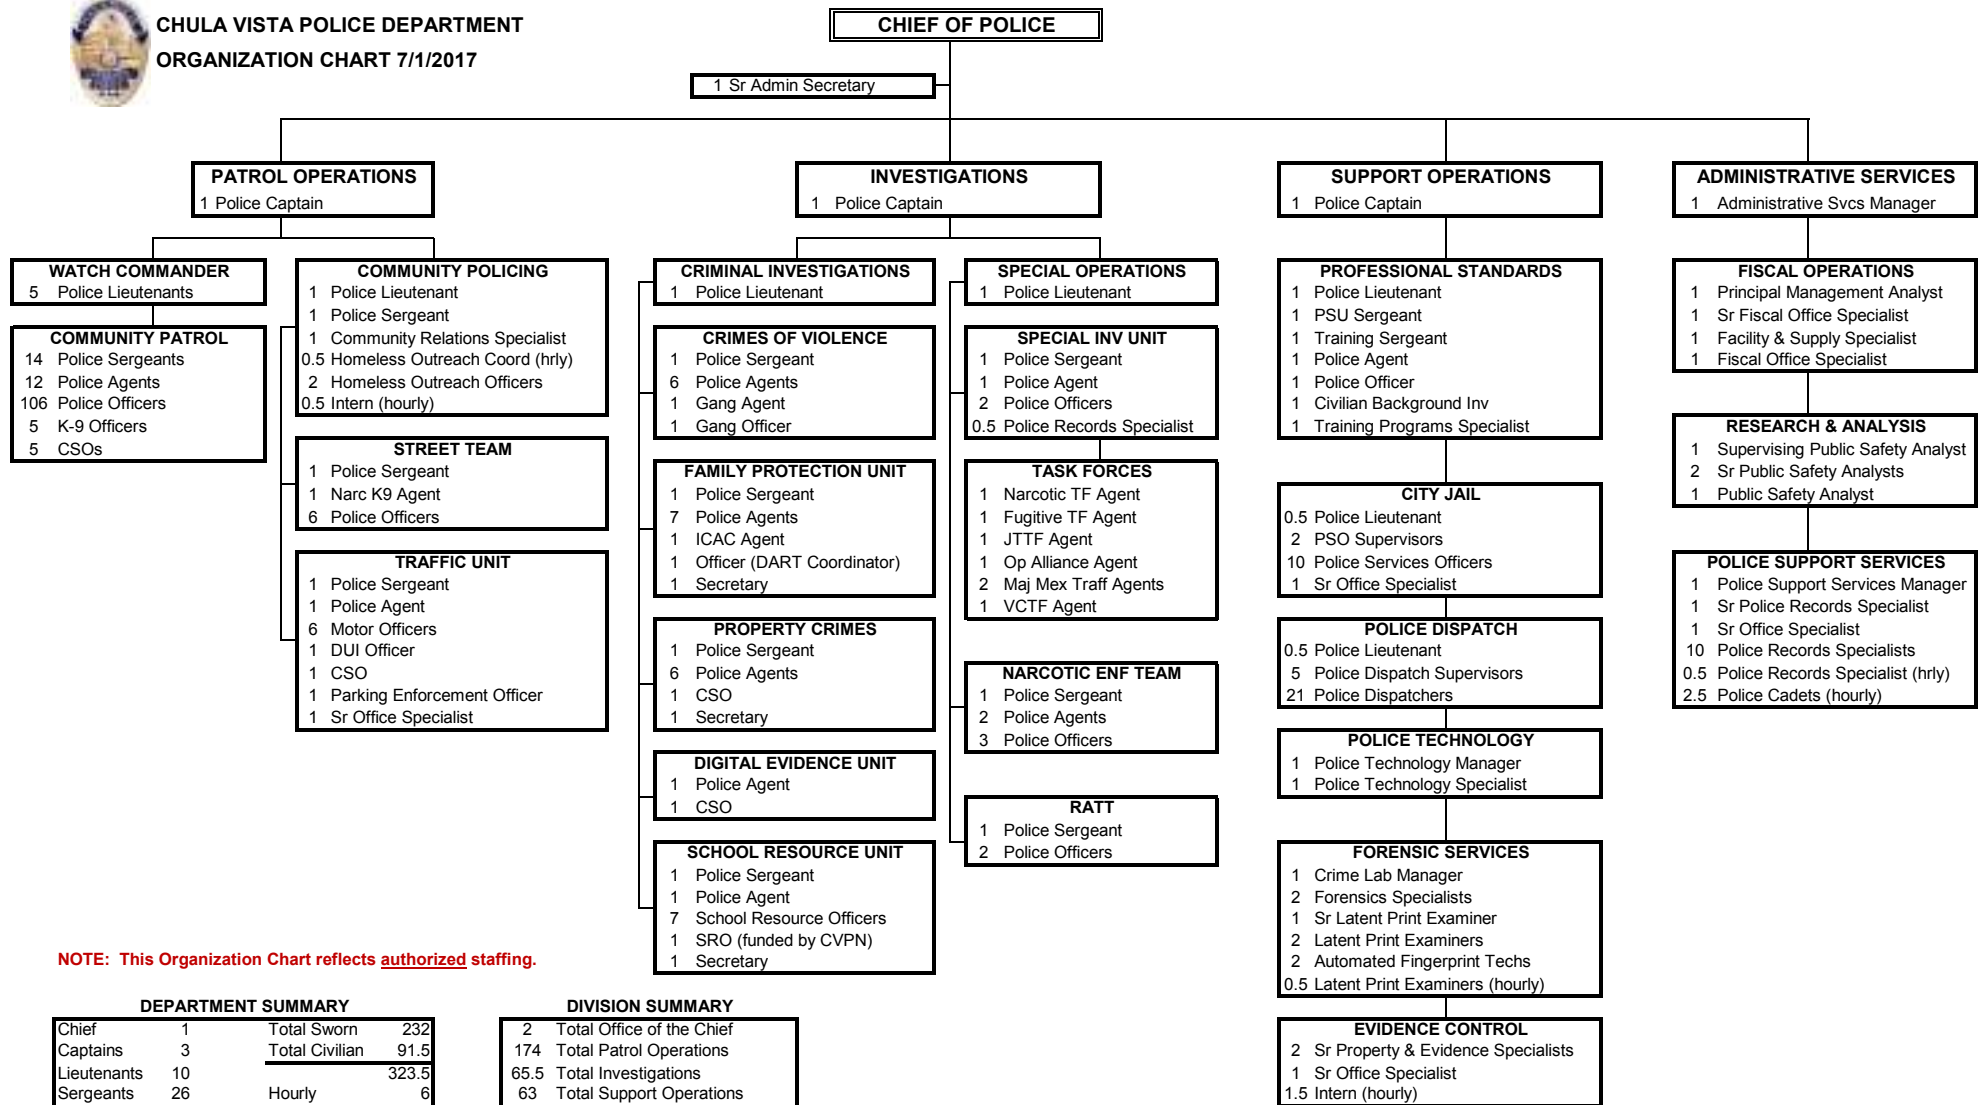 CHULA VISTA POLICE DEPARTMENT
ORGANIZATION CHART 7/1/2017
CHIEF OF POLICE
1 Sr Admin Secretary
PATROL OPERATIONS
1 Police Captain
WATCH COMMANDER
5 Police Lieutenants
COMMUNITY PATROL
14 Police Sergeants
12 Police Agents
106 Police Officers
5 K-9 Officers
5 CSOs
COMMUNITY POLICING
1 Police Lieutenant
1 Police Sergeant
1 Community Relations Specialist
0.5 Homeless Outreach Coord (hrly)
2 Homeless Outreach Officers
0.5 Intern (hourly)
STREET TEAM
1 Police Sergeant
1 Narc K9 Agent
6 Police Officers
TRAFFIC UNIT
1 Police Sergeant
1 Police Agent
6 Motor Officers
1 DUI Officer
1 CSO
1 Parking Enforcement Officer
1 Sr Office Specialist
INVESTIGATIONS
1 Police Captain
CRIMINAL INVESTIGATIONS
1 Police Lieutenant
CRIMES OF VIOLENCE
1 Police Sergeant
6 Police Agents
1 Gang Agent
1 Gang Officer
FAMILY PROTECTION UNIT
1 Police Sergeant
7 Police Agents
1 ICAC Agent
1 Officer (DART Coordinator)
1 Secretary
PROPERTY CRIMES
1 Police Sergeant
6 Police Agents
1 CSO
1 Secretary
DIGITAL EVIDENCE UNIT
1 Police Agent
1 CSO
SCHOOL RESOURCE UNIT
1 Police Sergeant
1 Police Agent
7 School Resource Officers
1 SRO (funded by CVPN)
1 Secretary
SPECIAL OPERATIONS
1 Police Lieutenant
SPECIAL INV UNIT
1 Police Sergeant
1 Police Agent
2 Police Officers
0.5 Police Records Specialist
TASK FORCES
1 Narcotic TF Agent
1 Fugitive TF Agent
1 JTTF Agent
1 Op Alliance Agent
2 Maj Mex Traff Agents
1 VCTF Agent
NARCOTIC ENF TEAM
1 Police Sergeant
2 Police Agents
3 Police Officers
RATT
1 Police Sergeant
2 Police Officers
SUPPORT OPERATIONS
1 Police Captain
PROFESSIONAL STANDARDS
1 Police Lieutenant
1 PSU Sergeant
1 Training Sergeant
1 Police Agent
1 Police Officer
1 Civilian Background Inv
1 Training Programs Specialist
CITY JAIL
0.5 Police Lieutenant
2 PSO Supervisors
10 Police Services Officers
1 Sr Office Specialist
POLICE DISPATCH
0.5 Police Lieutenant
5 Police Dispatch Supervisors
21 Police Dispatchers
POLICE TECHNOLOGY
1 Police Technology Manager
1 Police Technology Specialist
FORENSIC SERVICES
1 Crime Lab Manager
2 Forensics Specialists
1 Sr Latent Print Examiner
2 Latent Print Examiners
2 Automated Fingerprint Techs
0.5 Latent Print Examiners (hourly)
EVIDENCE CONTROL
2 Sr Property & Evidence Specialists
1 Sr Office Specialist
1.5 Intern (hourly)
ADMINISTRATIVE SERVICES
1 Administrative Svcs Manager
FISCAL OPERATIONS
1 Principal Management Analyst
1 Sr Fiscal Office Specialist
1 Facility & Supply Specialist
1 Fiscal Office Specialist
RESEARCH & ANALYSIS
1 Supervising Public Safety Analyst
2 Sr Public Safety Analysts
1 Public Safety Analyst
POLICE SUPPORT SERVICES
1 Police Support Services Manager
1 Sr Police Records Specialist
1 Sr Office Specialist
10 Police Records Specialists
0.5 Police Records Specialist (hrly)
2.5 Police Cadets (hourly)
NOTE: This Organization Chart reflects authorized staffing.
DEPARTMENT SUMMARY
Chief 1 Total Sworn 232
Captains 3 Total Civilian 91.5
Lieutenants 10 323.5
Sergeants 26 Hourly 6
DIVISION SUMMARY
2 Total Office of the Chief
174 Total Patrol Operations
65.5 Total Investigations
63 Total Support Operations